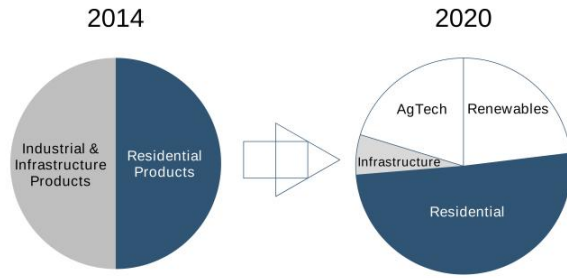 2014
2020
Industrial &
Infrastructure
Products
Residential
Products
AgTech
Renewables
Infrastructure
Residential